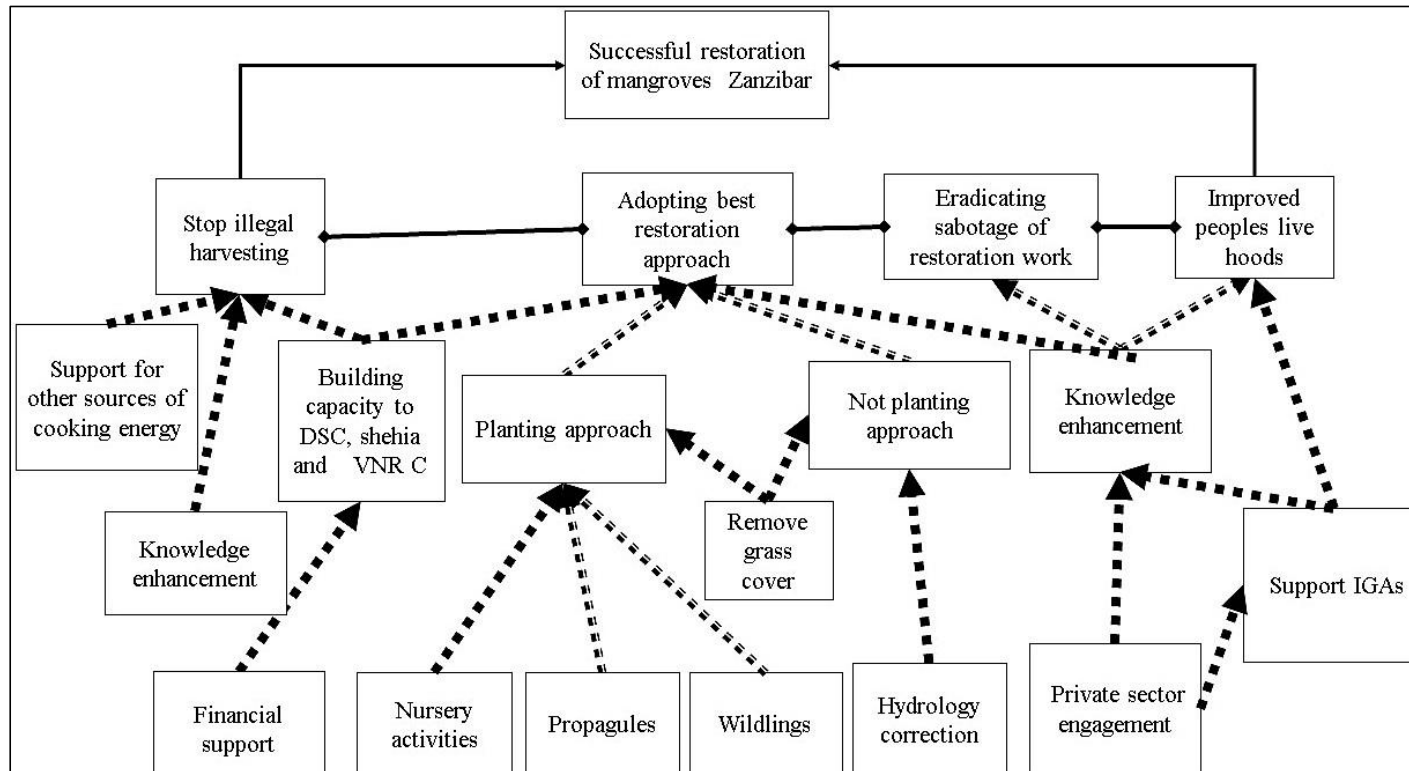 Successful restoration
of mangroves Zanzibar
Stop illegal
harvesting
Adopting best
restoration
approach
Eradicating
sabotage of
restoration work
Improved
peoples live
hoods
Support for
other sources of
cooking energy
Building
capacity to
DSC, shehia
and VNR C
Planting approach
Not planting
approach
Knowledge
enhancement
Knowledge
enhancement
Remove
grass
cover
Support IGAs
Financial
support
Nursery
activities
Propagules
Wildlings
Hydrology
correction
Private sector
engagement